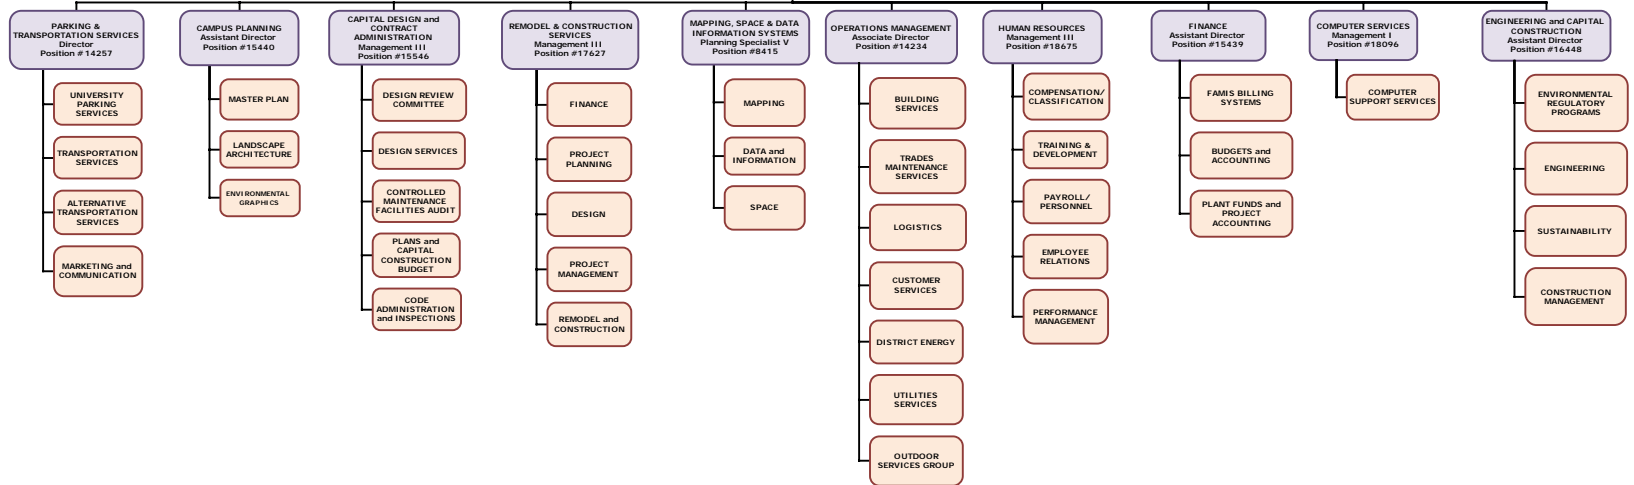 PARKING &
TRANSPORTATION SERVICES
Director
Position #14257
UNIVERSITY
PARKING
SERVICES
TRANSPORTATION
SERVICES
ALTERNATIVE
TRANSPORTATION
SERVICES
MARKETING and
COMMUNICATION
CAMPUS PLANNING
Assistant Director
Position #15440
MASTER PLAN
LANDSCAPE
ARCHITECTURE
ENVIRONMENTAL
GRAPHICS
CAPITAL DESIGN and
CONTRACT
ADMINISTRATION
Management III
Position #15546
DESIGN REVIEW
COMMITTEE
DESIGN SERVICES
CONTROLLED
MAINTENANCE
FACILITIES AUDIT
PLANS and
CAPITAL
CONSTRUCTION
BUDGET
CODE
ADMINISTRATION
and INSPECTIONS
REMODEL & CONSTRUCTION
SERVICES
Management III
Position #17627
FINANCE
PROJECT
PLANNING
DESIGN
PROJECT
MANAGEMENT
REMODEL and
CONSTRUCTION
MAPPING, SPACE & DATA
INFORMATION SYSTEMS
Planning Specialist V
Position #8415
MAPPING
DATA and
INFORMATION
SPACE
OPERATIONS MANAGEMENT
Associate Director
Position #14234
BUILDING
SERVICES
TRADES
MAINTENANCE
SERVICES
LOGISTICS
CUSTOMER
SERVICES
DISTRICT ENERGY
UTILITIES
SERVICES
OUTDOOR
SERVICES GROUP
HUMAN RESOURCES
Management III
Position #18675
COMPENSATION/
CLASSIFICATION
TRAINING &
DEVELOPMENT
PAYROLL/
PERSONNEL
EMPLOYEE
RELATIONS
PERFORMANCE
MANAGEMENT
FINANCE
Assistant Director
Position #15439
FAMIS BILLING
SYSTEMS
BUDGETS and
ACCOUNTING
PLANT FUNDS and
PROJECT
ACCOUNTING
COMPUTER SERVICES
Management I
Position #18096
COMPUTER
SUPPORT SERVICES
ENGINEERING and CAPITAL
CONSTRUCTION
Assistant Director
Position #16448
ENVIRONMENTAL
REGULATORY
PROGRAMS
ENGINEERING
SUSTAINABILITY
CONSTRUCTION
MANAGEMENT